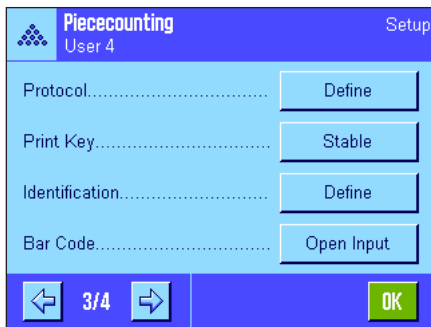 Piececounting Setup
User 4
Protocol................................ Define
Print Key............................... Stable
Identification........................... Define
Bar Code.............................. Open Input
3/4 OK